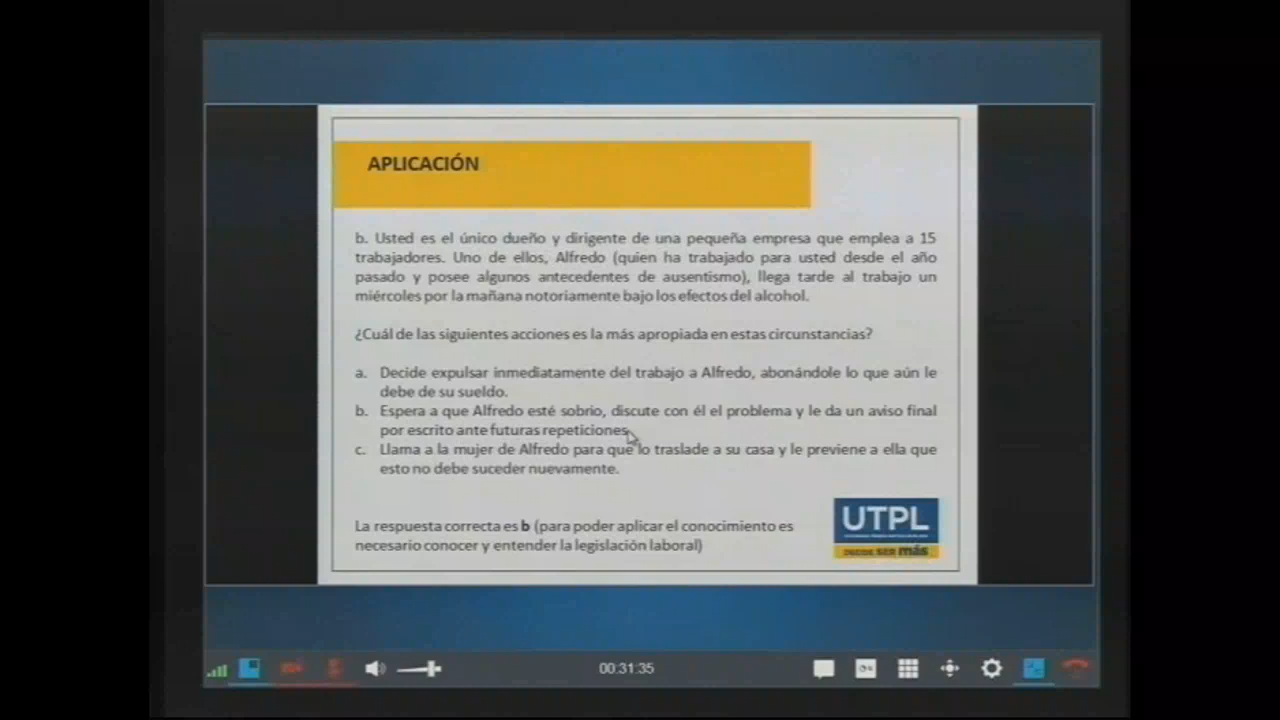 APLICACIÓN
b. Usted es el único dueño y dirigente de una pequeña empresa que emplea a 15
trabajadores. Uno de ellos, Alfredo (quien ha trabajado para usted desde el año
pasado y posee algunos antecedentes de ausentismo), llega tarde al trabajo un
miércoles por la mañana notoriamente bajo los efectos del alcohol.
¿Cuál de las siguientes acciones es la más apropiada en estas circunstancias?
a. Decide expulsar inmediatamente del trabajo a Alfredo, abonándole lo que aún le
debe de su sueldo.
b. Espera a que Alfredo esté sobrio, discute con él el problema y le da un aviso final
por escrito ante futuras repeticiones.
c. Llama a la mujer de Alfredo para que lo traslade a su casa y le previene a ella que
esto no debe suceder nuevamente.
La respuesta correcta es b (para poder aplicar el conocimiento es
necesario conocer y entender la legislación laboral)
UTPL
DECIDE SER más
00:31:35